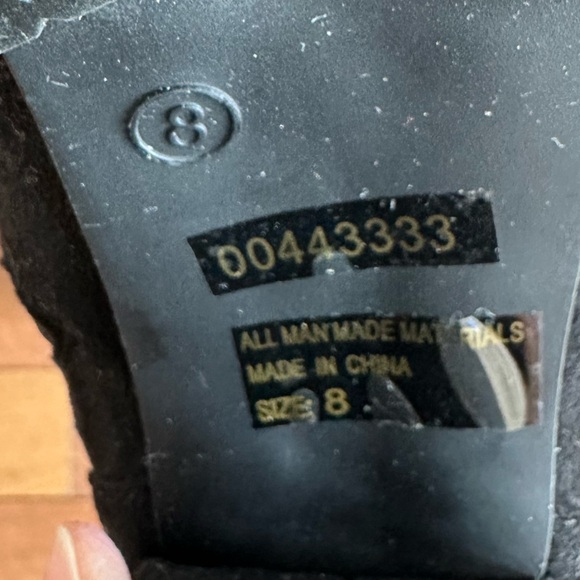 8
00443333
ALL MAN MADE MATERIALS
MADE IN CHINA
SIZE: 8